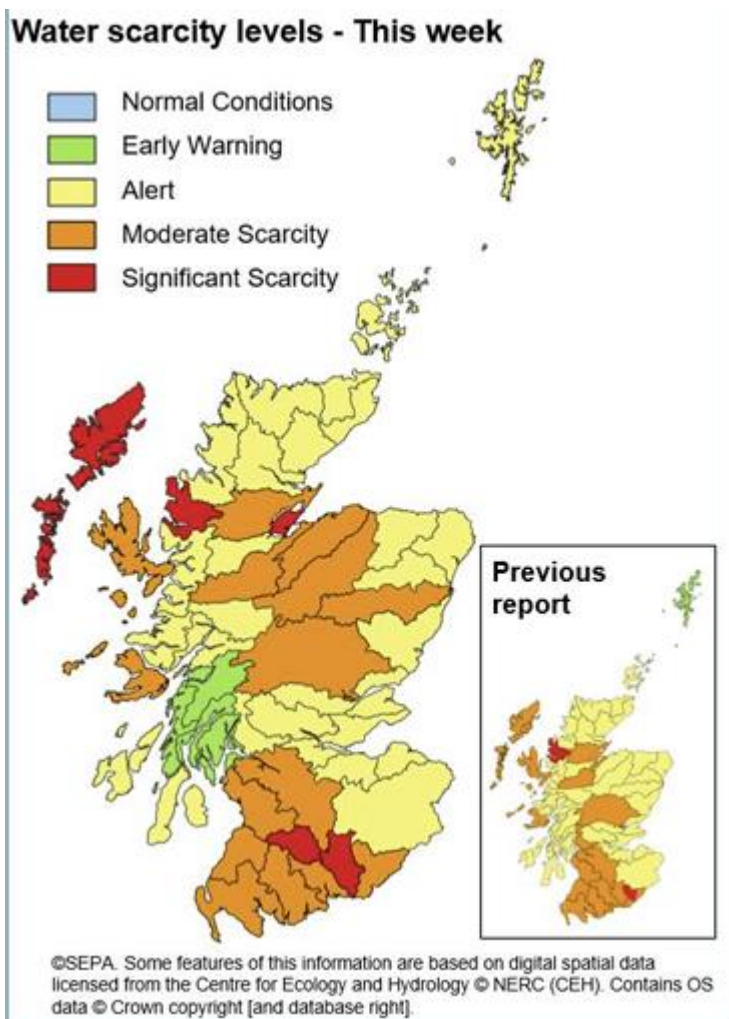 Water scarcity levels - This week
Normal Conditions
Early Warning
Alert
Moderate Scarcity
Significant Scarcity
Previous
report
©SEPA. Some features of this information are based on digital spatial data
licensed from the Centre for Ecology and Hydrology © NERC (CEH). Contains OS
data © Crown copyright [and database right].